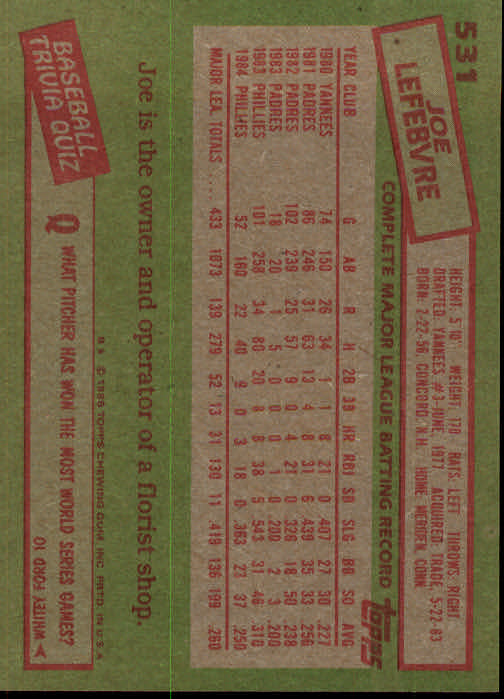 531
JOE
LEFEBVRE
HEIGHT: 5'10" WEIGHT: 170 BATS: LEFT THROWS: RIGHT
DRAFTED: YANKEES #3-JUNE, 1977 ACQUIRED: TRADE 5-22-83
BORN: 2-22-56, CONCORD, N.H. HOME: MERIDEN, CONN.
COMPLETE MAJOR LEAGUE BATTING RECORD
topps
YEAR CLUB G AB R H 2B 3B HR RBI SB SLG BB SO AVG
1980 YANKEES 74 150 26 34 1 1 8 21 0 .407 27 30 .227
1981 PADRES 86 246 31 63 13 4 8 31 6 .439 35 33 .256
1982 PADRES 102 239 25 57 9 0 4 21 0 .326 18 50 .238
1983 PADRES 18 20 1 5 0 0 0 1 0 .200 2 3 .200
1983 PHILLIES 101 258 34 80 20 8 8 38 5 .543 31 46 .310
1984 PHILLIES 52 160 22 40 9 0 3 18 0 .363 23 37 .250
MAJOR LEA. TOTALS ... 433 1073 139 279 52 13 31 130 11 .419 136 199 .260
Joe is the owner and operator of a florist shop.
© 1985 TOPPS CHEWING GUM, INC. PRTD. IN U.S.A.
BASEBALL
TRIVIA QUIZ
Q WHAT PITCHER HAS WON THE MOST WORLD SERIES GAMES?
A WHITEY FORD 10